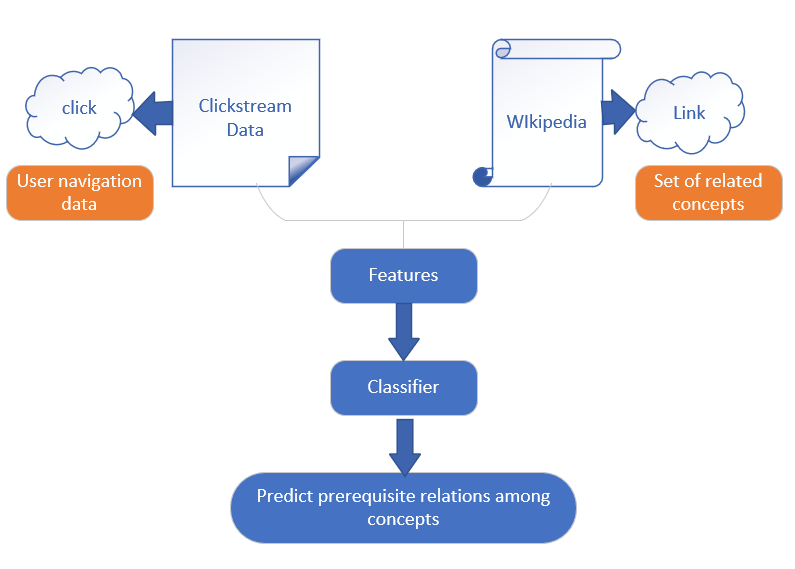 click
Clickstream
Data
WIkipedia
Link
User navigation
data
Set of related
concepts
Features
Classifier
Predict prerequisite relations among
concepts